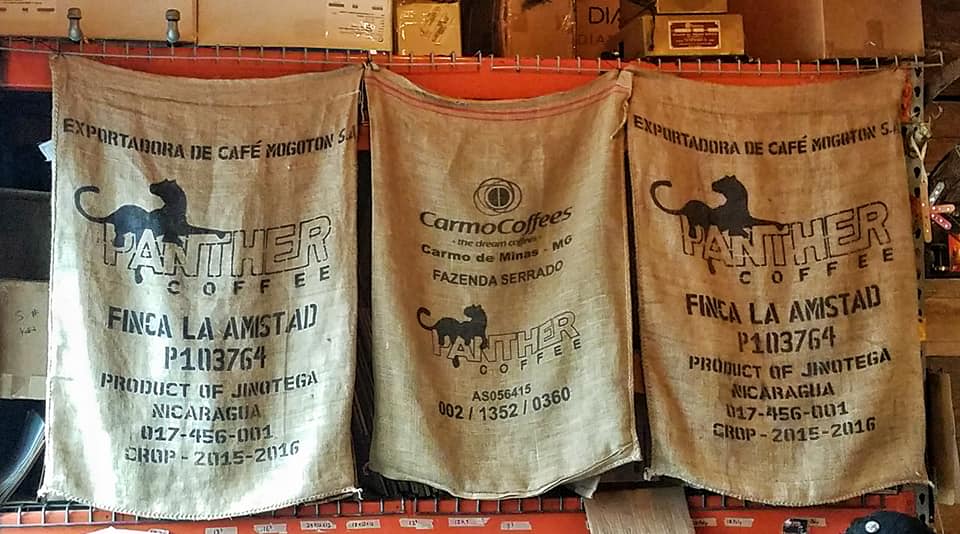 DIA
EXPORTADORA DE CAFÉ MOGOTON S.A
PANTHER
COFFEE
FINCA LA AMISTAD
P103764
PRODUCT OF JINOTEGA
NICARAGUA
017-456-001
CROP - 2015-2016
CarmoCoffees
- the dream coffees -
Carmo de Minas - MG
FAZENDA SERRADO
PANTHER
COFFEE
AS056415
002 / 1352 / 0360
EXPORTADORA DE CAFÉ MOGOTON S.A
PANTHER
COFFEE
FINCA LA AMISTAD
P103764
PRODUCT OF JINOTEGA
NICARAGUA
017-456-001
CROP - 2015-2016